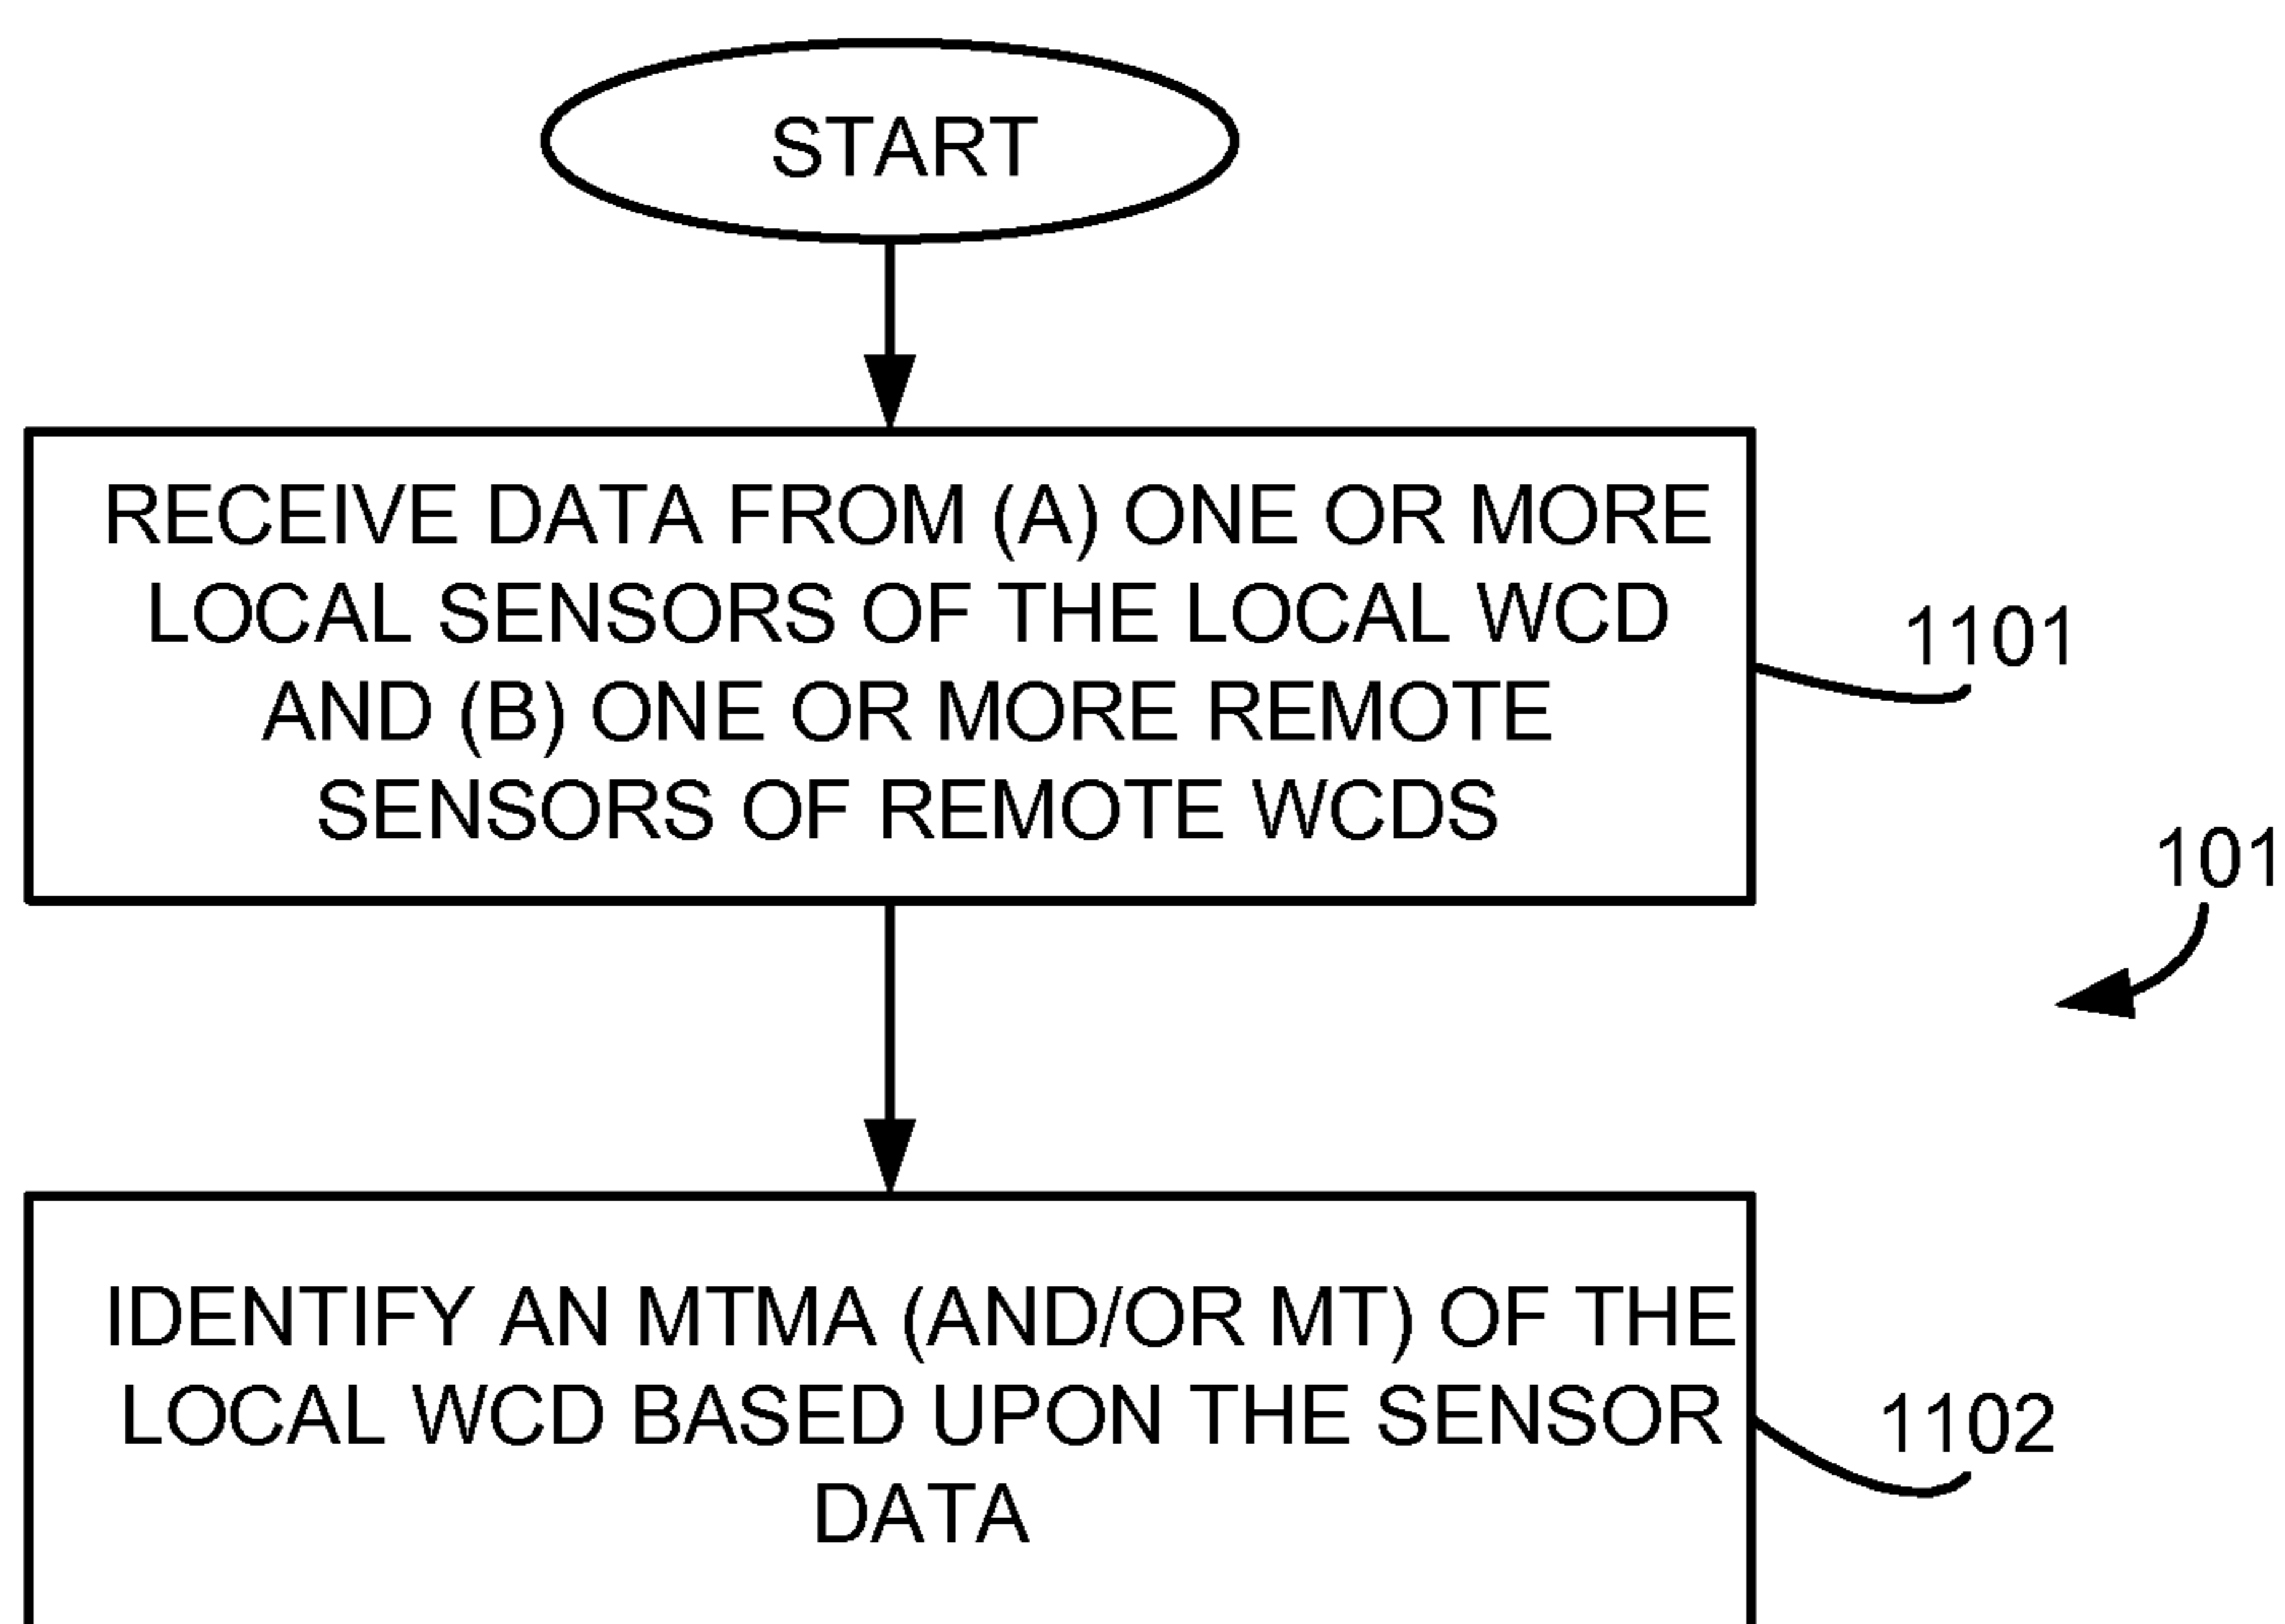 START
RECEIVE DATA FROM (A) ONE OR MORE
LOCAL SENSORS OF THE LOCAL WCD
AND (B) ONE OR MORE REMOTE
SENSORS OF REMOTE WCDS
1101
101
IDENTIFY AN MTMA (AND/OR MT) OF THE
LOCAL WCD BASED UPON THE SENSOR
DATA
1102